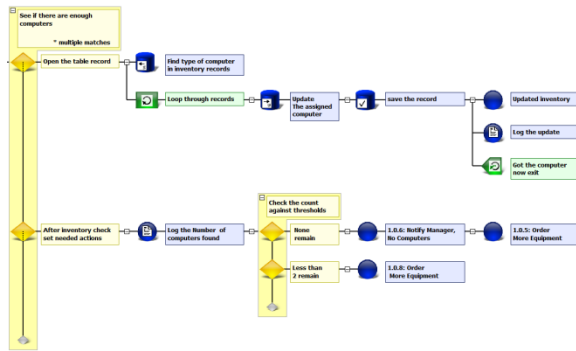 See if there are enough
computers
* multiple matches
Open the table record
Find type of computer
in inventory records
Loop through records
Update
The assigned
computer
save the record
Updated inventory
Log the update
Got the computer
now exit
Check the count
against thresholds
After inventory check
set needed actions
Log the Number of
computers found
None
remain
1.0.6: Notify Manager,
No Computers
1.0.5: Order
More Equipment
Less than
2 remain
1.0.8: Order
More Equipment